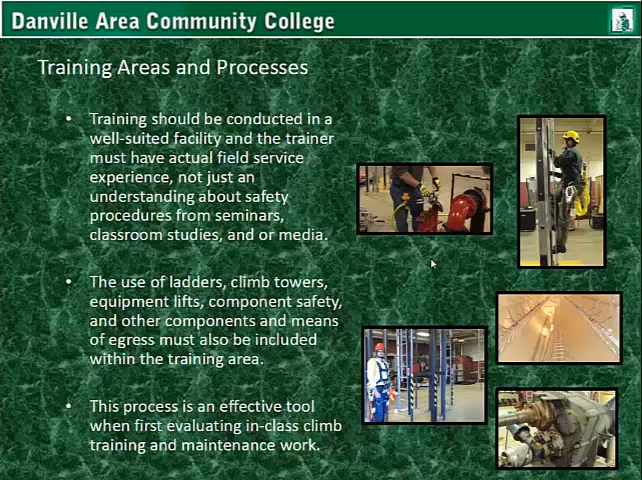 Danville Area Community College
Training Areas and Processes
• Training should be conducted in a
well-suited facility and the trainer
must have actual field service
experience, not just an
understanding about safety
procedures from seminars,
classroom studies, and or media.
• The use of ladders, climb towers,
equipment lifts, component safety,
and other components and means
of egress must also be included
within the training area.
• This process is an effective tool
when first evaluating in-class climb
training and maintenance work.